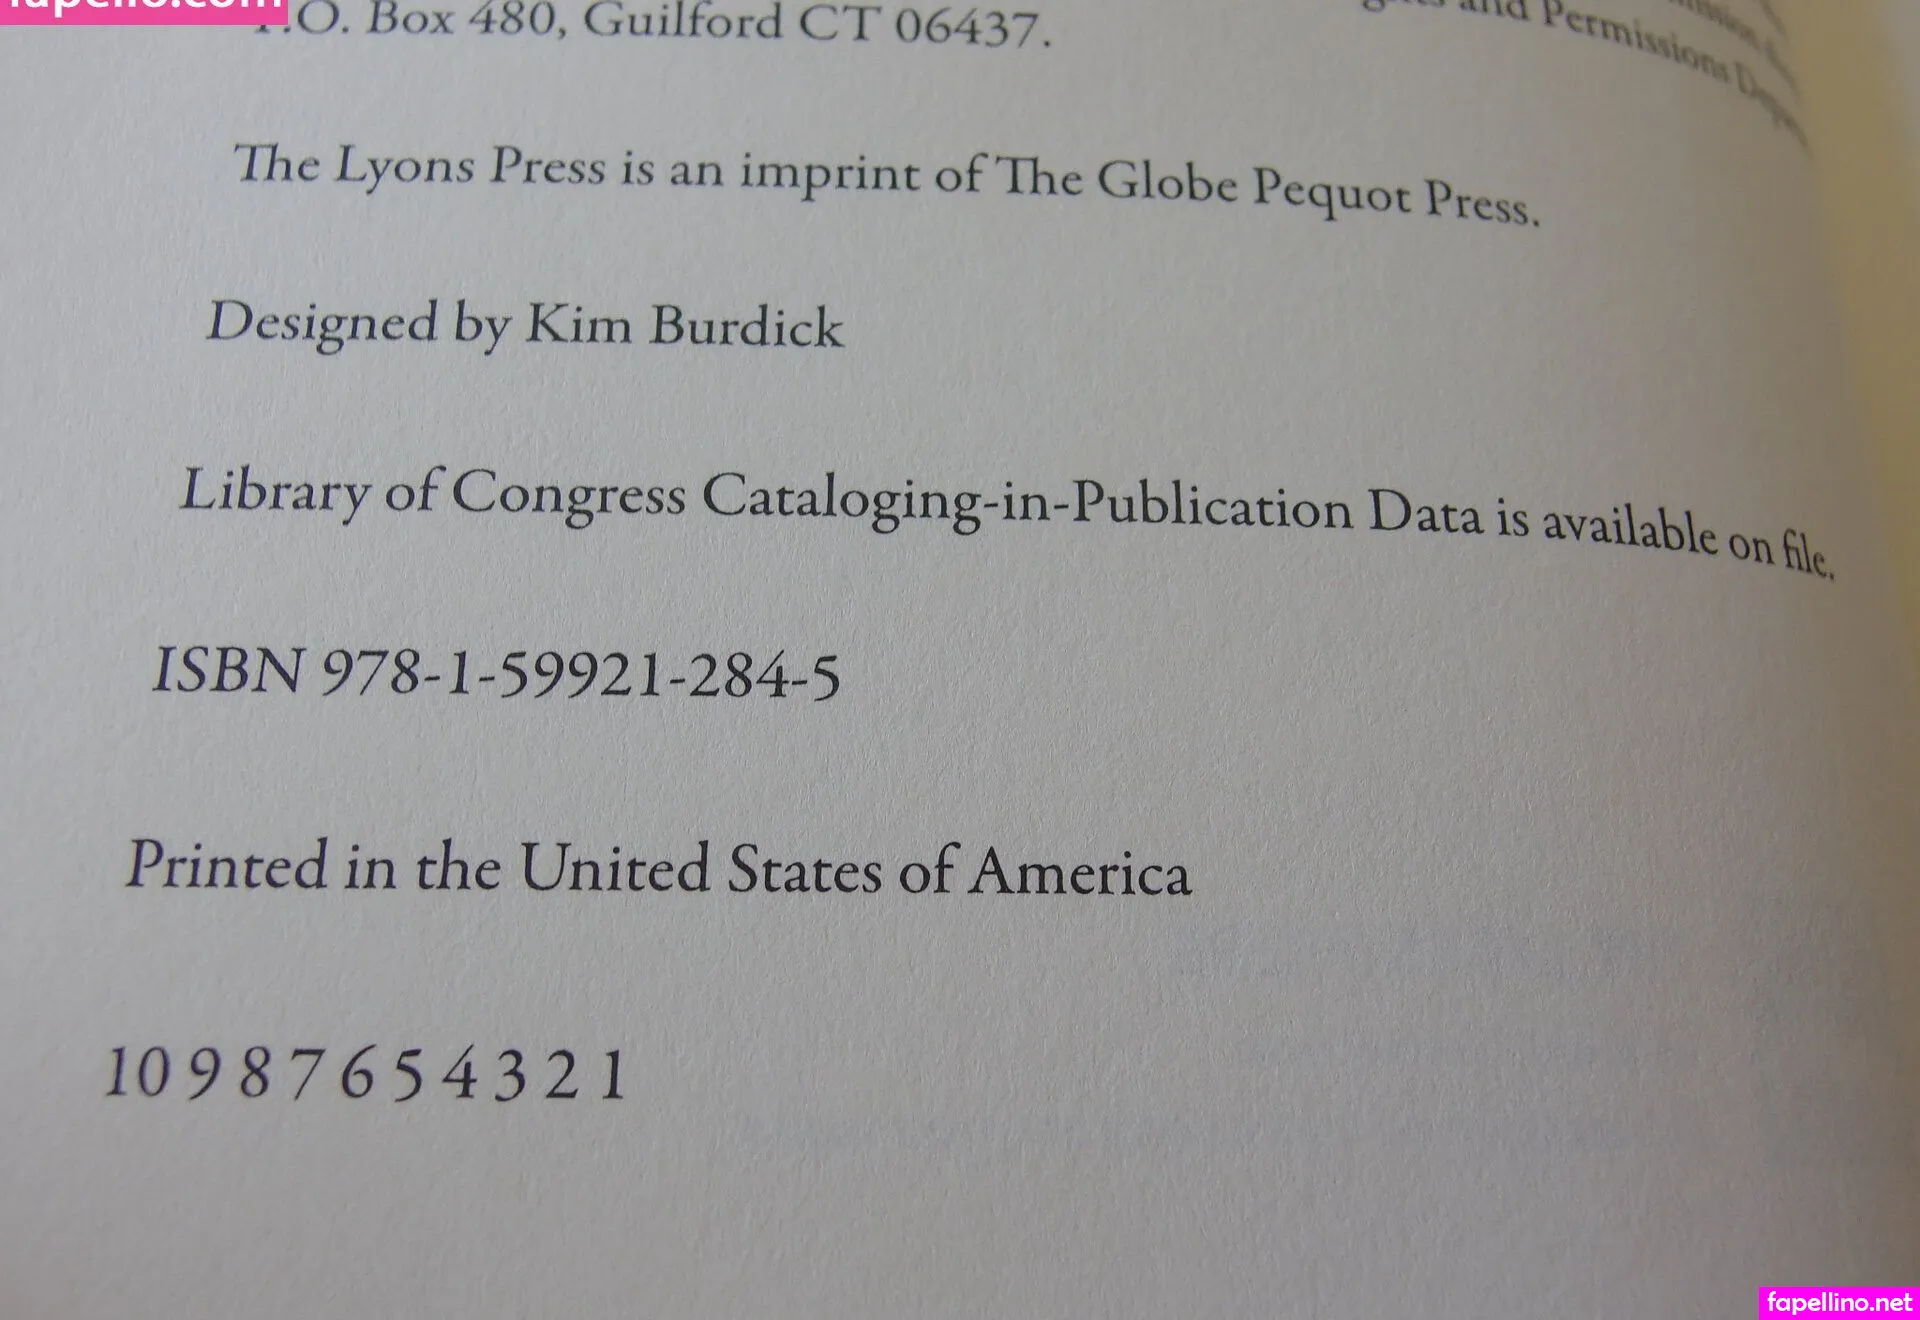 fapello.com
and Permissions
P.O. Box 480, Guilford CT 06437.
The Lyons Press is an imprint of The Globe Pequot Press.
Designed by Kim Burdick
Library of Congress Cataloging-in-Publication Data is available on file.
ISBN 978-1-59921-284-5
Printed in the United States of America
10 9 8 7 6 5 4 3 2 1
fapellino.net